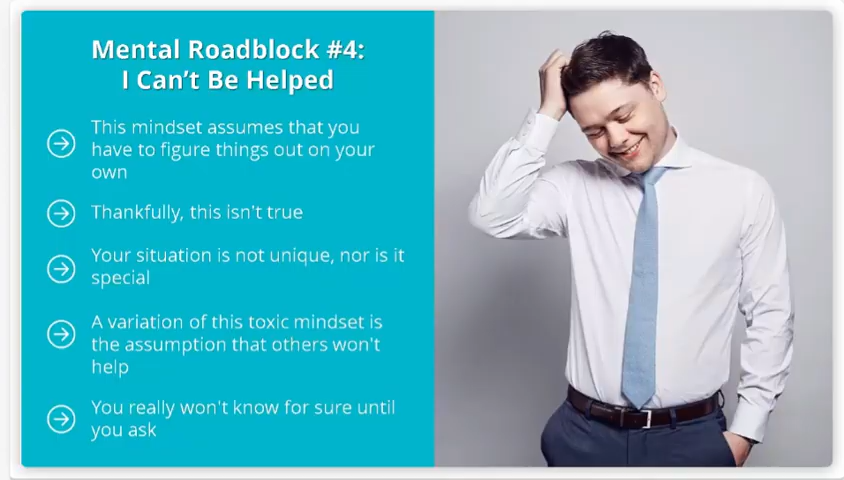 Mental Roadblock #4:
I Can't Be Helped
This mindset assumes that you
have to figure things out on your
own
Thankfully, this isn't true
Your situation is not unique, nor is it
special
A variation of this toxic mindset is
the assumption that others won't
help
You really won't know for sure until
you ask